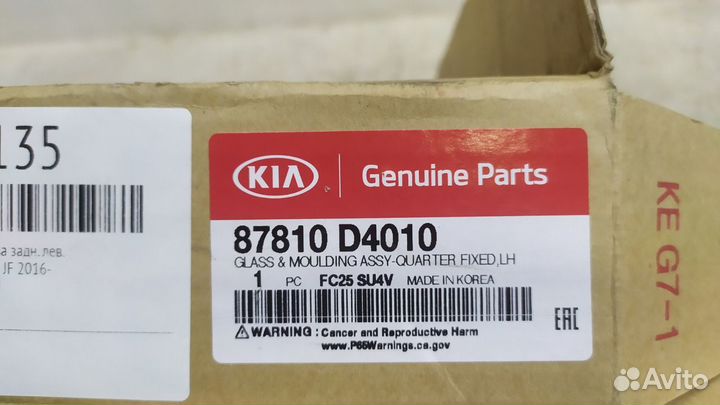 135
а задн. лев.
JF 2016-
KIA
Genuine Parts
87810 D4010
GLASS & MOULDING ASSY-QUARTER FIXED,LH
1 PC FC25 SU4V MADE IN KOREA
WARNING : Cancer and Reproductive Harm
www.P65Warnings.ca.gov
EAC
KE G7-1
Avito